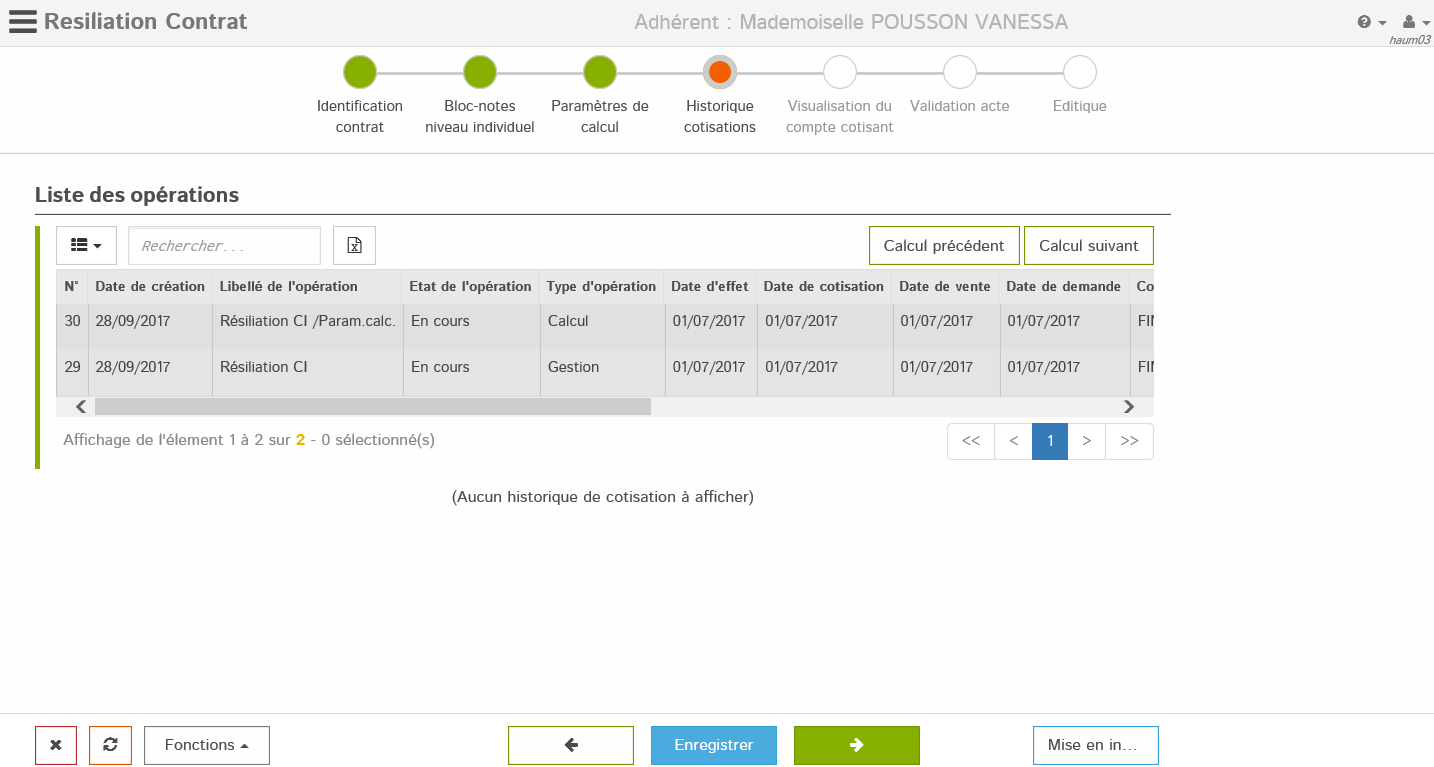 Resiliation Contrat
Adhérent : Mademoiselle POUSSON VANESSA
haum03
Identification contrat
Bloc-notes niveau individuel
Paramètres de calcul
Historique cotisations
Visualisation du compte cotisant
Validation acte
Editique
Liste des opérations
Rechercher...
Calcul précédent
Calcul suivant
N° Date de création Libellé de l'opération Etat de l'opération Type d'opération Date d'effet Date de cotisation Date de vente Date de demande Co
30 28/09/2017 Résiliation CI /Param.calc. En cours Calcul 01/07/2017 01/07/2017 01/07/2017 01/07/2017 FIN
29 28/09/2017 Résiliation CI En cours Gestion 01/07/2017 01/07/2017 01/07/2017 01/07/2017 FIN
Affichage de l'élement 1 à 2 sur 2 - 0 sélectionné(s)
<< < 1 > >>
(Aucun historique de cotisation à afficher)
Fonctions
Enregistrer
Mise en in...